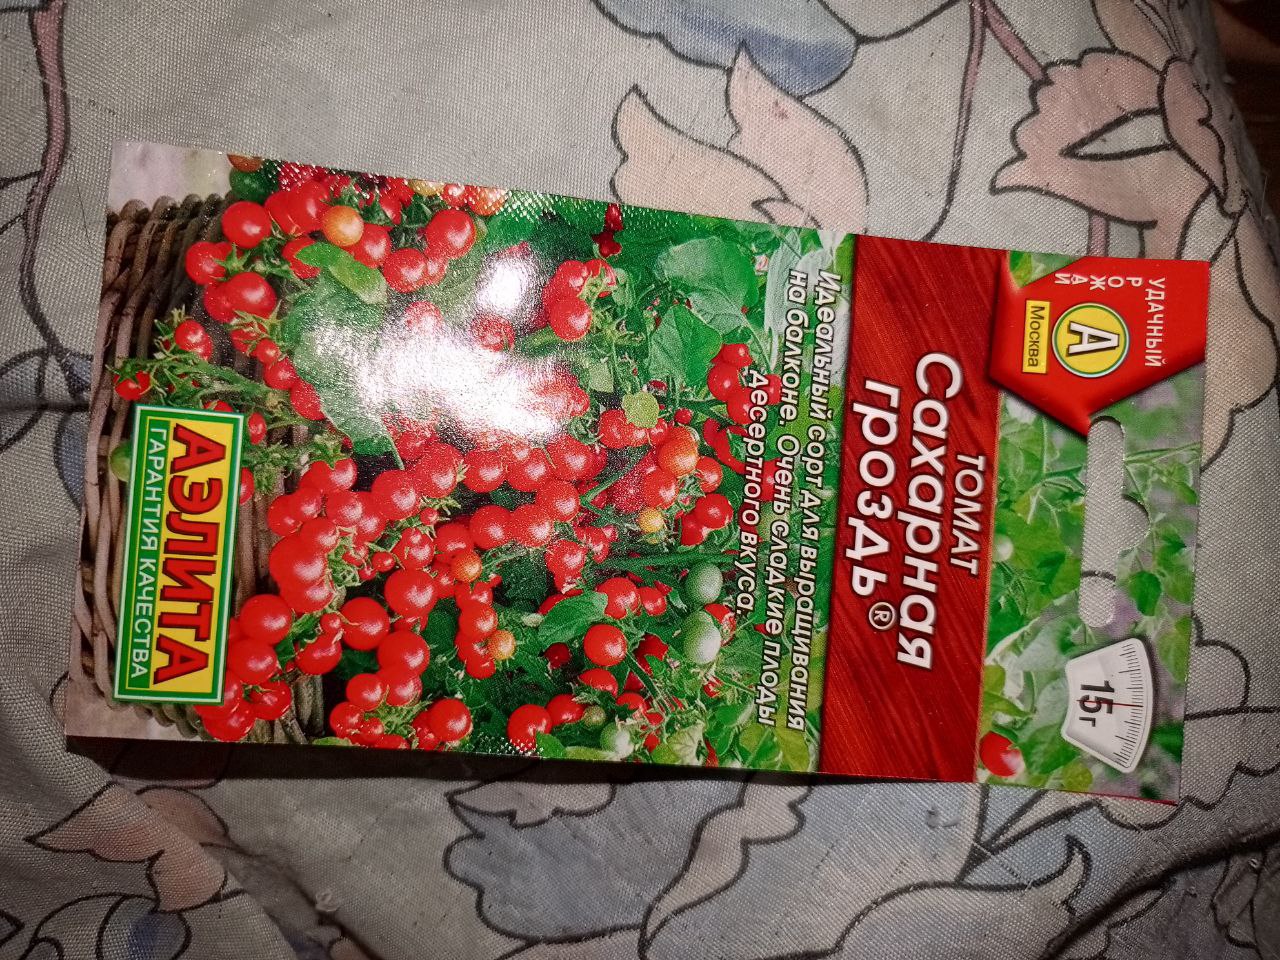 УДАЧНЫЙ
УРОЖАЙ
А
Москва
15 г
ТОМАТ
Сахарная
гроздь®
Идеальный сорт для выращивания
на балконе. Очень сладкие плоды
десертного вкуса.
АЭЛИТА
ГАРАНТИЯ КАЧЕСТВА